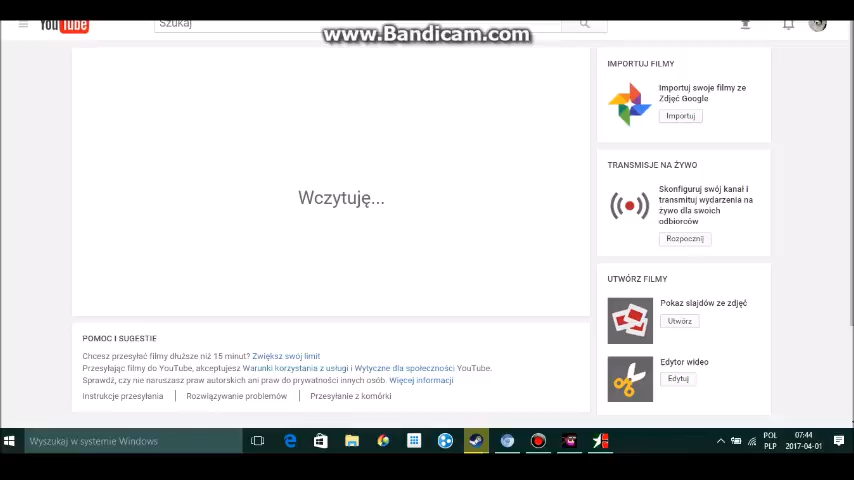 YouTube
Szukaj
www.Bandicam.com
Wczytuję...
IMPORTUJ FILMY
Importuj swoje filmy ze
Zdjęć Google
Importuj
TRANSMISJE NA ŻYWO
Skonfiguruj swój kanał i
transmituj wydarzenia na
żywo dla swoich
odbiorców
Rozpocznij
UTWÓRZ FILMY
Pokaz slajdów ze zdjęć
Utwórz
Edytor wideo
Edytuj
POMOC I SUGESTIE
Chcesz przesyłać filmy dłuższe niż 15 minut? Zwiększ swój limit
Przesyłając filmy do YouTube, akceptujesz Warunki korzystania z usługi i Wytyczne dla społeczności YouTube.
Sprawdź, czy nie naruszasz praw autorskich ani praw do prywatności innych osób. Więcej informacji
Instrukcje przesyłania Rozwiązywanie problemów Przesyłanie z komórki
Wyszukaj w systemie Windows
POL 07:44
PLP 2017-04-01